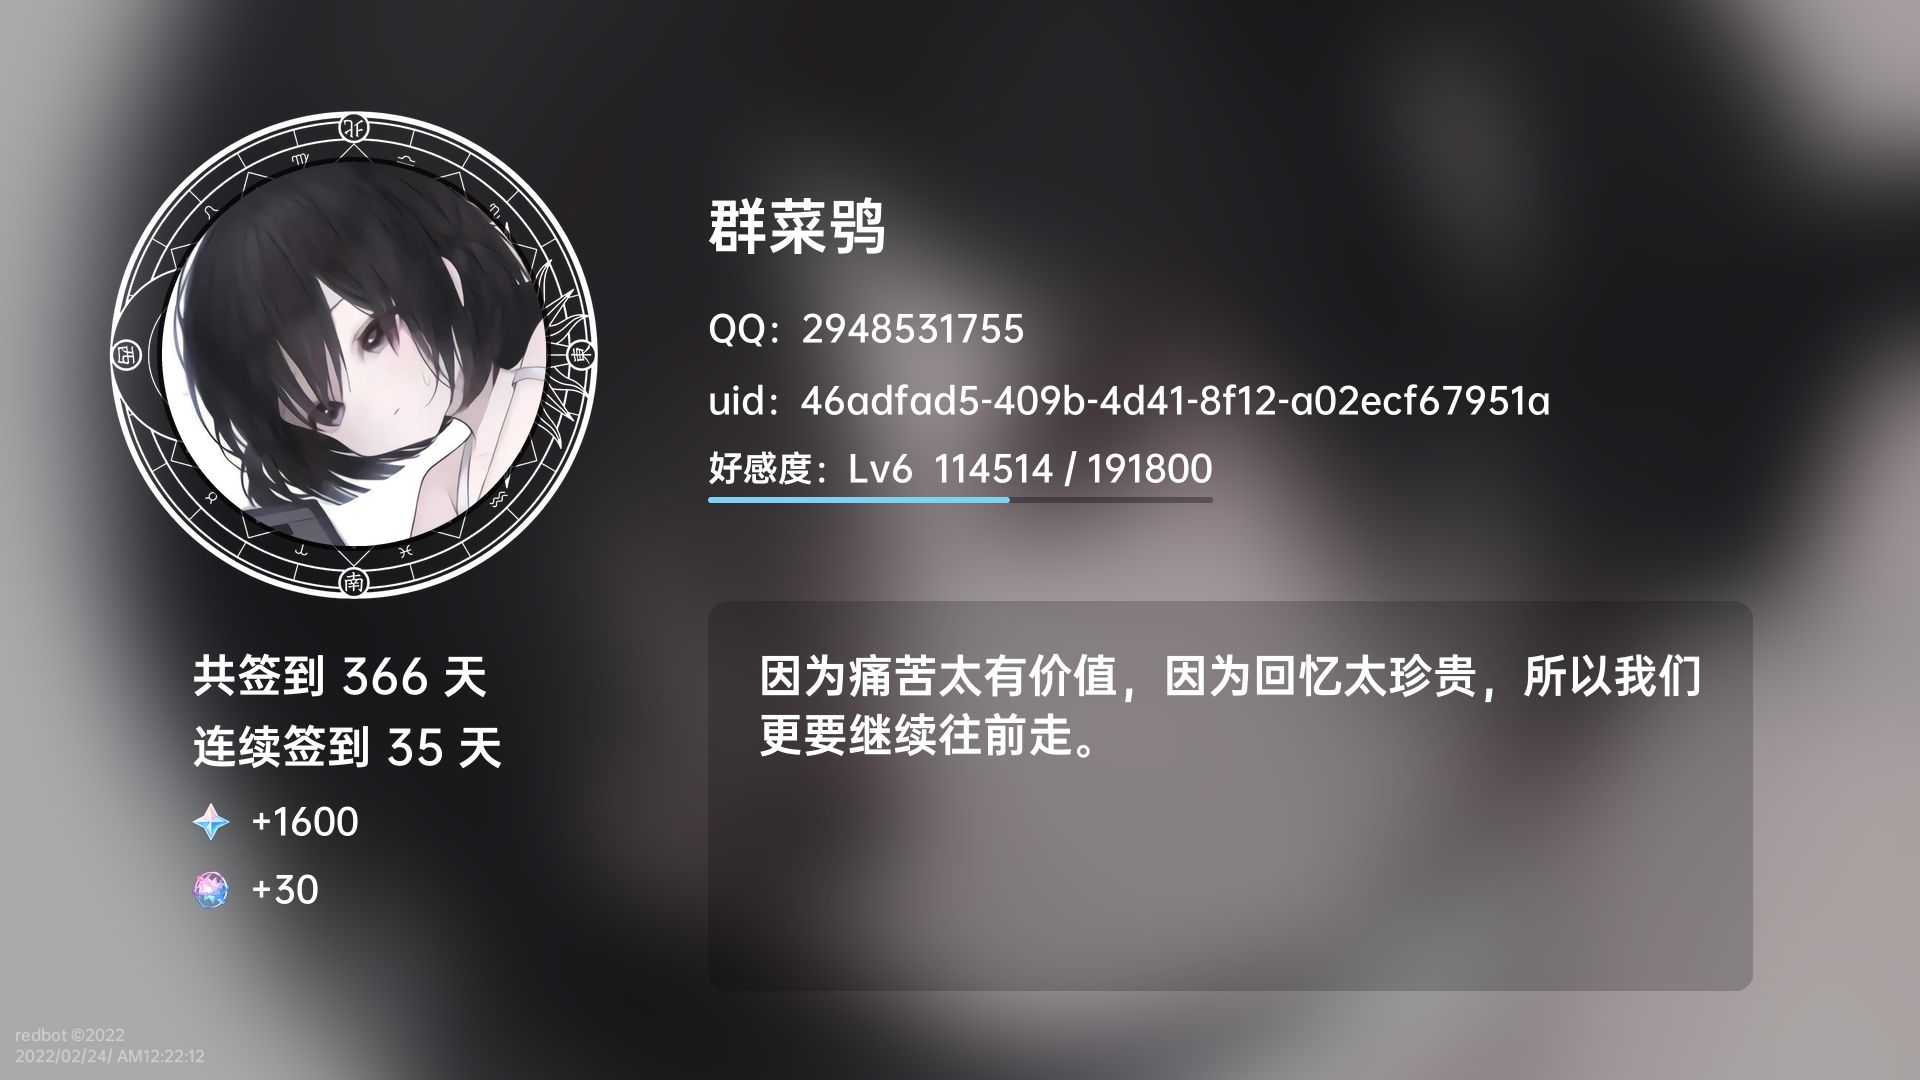 北
西
東
南
群菜鸮
QQ：2948531755
uid：46adfad5-409b-4d41-8f12-a02ecf67951a
好感度：Lv6 114514 / 191800
共签到 366 天
连续签到 35 天
+1600
+30
因为痛苦太有价值，因为回忆太珍贵，所以我们
更要继续往前走。
redbot ©2022
2022/02/24/ AM12:22:12